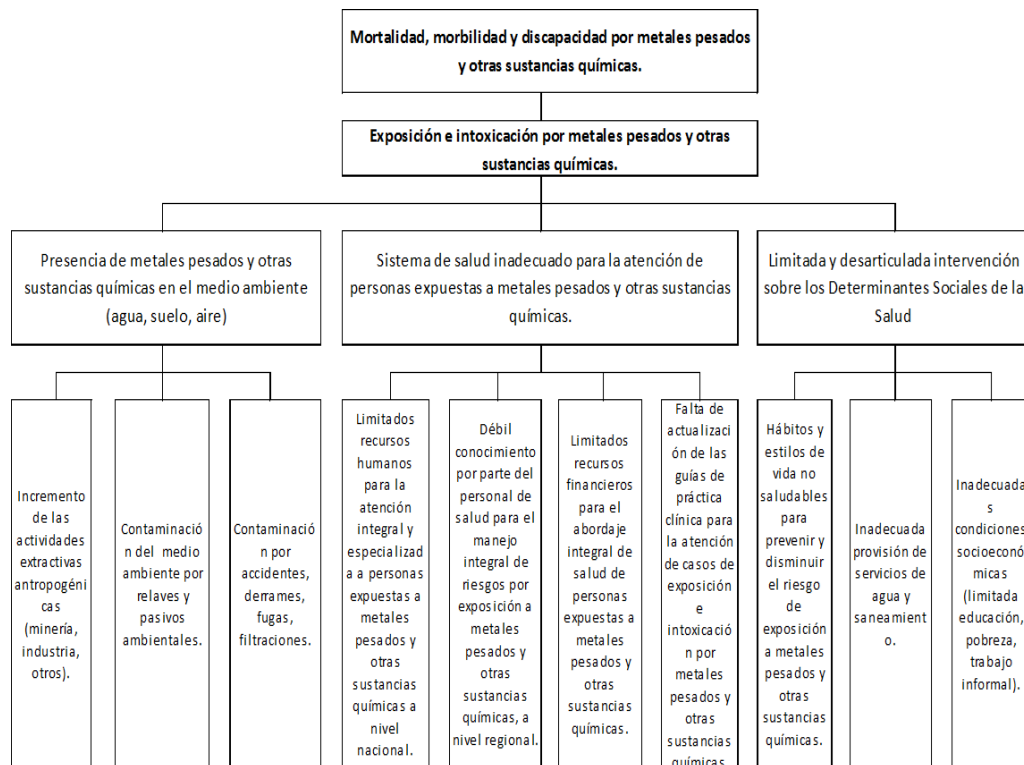 Mortalidad, morbilidad y discapacidad por metales pesados
y otras sustancias químicas.
Exposición e intoxicación por metales pesados y otras
sustancias químicas.
Presencia de metales pesados y otras
sustancias químicas en el medio ambiente
(agua, suelo, aire)
Sistema de salud inadecuado para la atención de
personas expuestas a metales pesados y otras sustancias
químicas.
Limitada y desarticulada intervención
sobre los Determinantes Sociales de la
Salud
Incremento
de las
actividades
extractivas
antropogéni
cas
(minería,
industria,
otros).
Contaminació
n del medio
ambiente por
relaves y
pasivos
ambientales.
Contaminació
n por
accidentes,
derrames,
fugas,
filtraciones.
Limitados
recursos
humanos
para la
atención
integral y
especializad
a a personas
expuestas a
metales
pesados y
otras
sustancias
químicas a
nivel
nacional.
Débil
conocimiento
por parte del
personal de
salud para el
manejo
integral de
riesgos por
exposición a
metales
pesados y
otras
sustancias
químicas, a
nivel regional.
Limitados
recursos
financieros
para el
abordaje
integral de
salud de
personas
expuestas a
metales
pesados y
otras
sustancias
químicas.
Falta de
actualizaci
ón de las
guías de
práctica
clínica para
la atención
de casos de
exposición
e
intoxicació
n por
metales
pesados y
otras
sustancias
químicas
Hábitos y
estilos de
vida no
saludables
para
prevenir y
disminuir
el riesgo
de
exposición
a metales
pesados y
otras
sustancias
químicas.
Inadecuada
provisión de
servicios de
agua y
saneamient
o.
Inadecuada
s
condiciones
socioeconó
micas
(limitada
educación,
pobreza,
trabajo
informal).